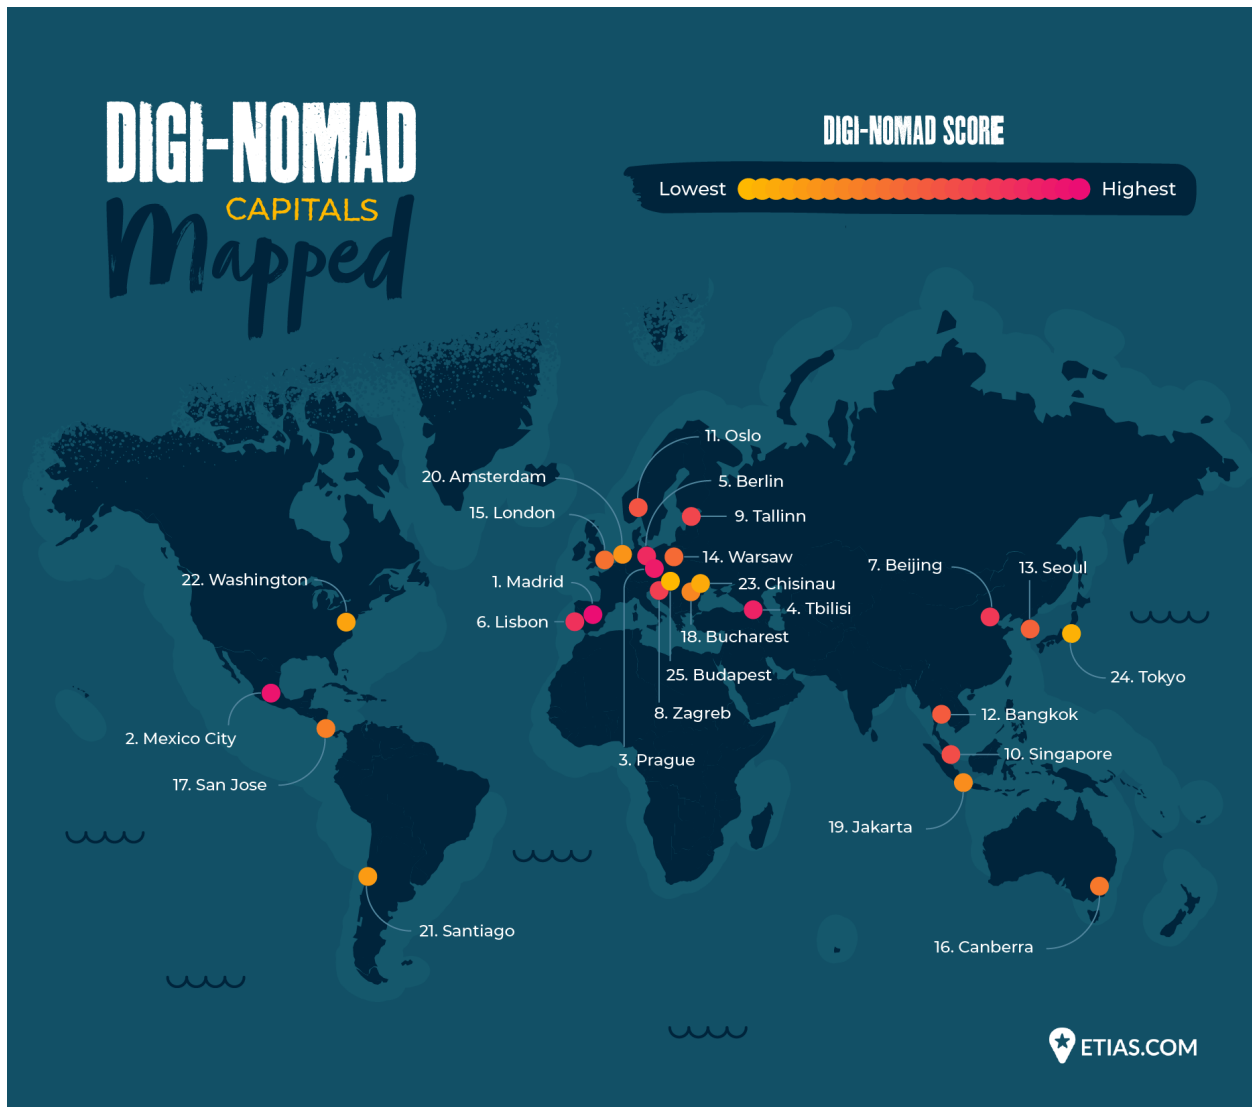 DIGI-NOMAD
CAPITALS
Mapped
DIGI-NOMAD SCORE
Lowest
Highest
11. Oslo
20. Amsterdam
5. Berlin
15. London
9. Tallinn
14. Warsaw
7. Beijing
13. Seoul
22. Washington
1. Madrid
23. Chisinau
4. Tbilisi
6. Lisbon
18. Bucharest
25. Budapest
24. Tokyo
8. Zagreb
12. Bangkok
2. Mexico City
3. Prague
10. Singapore
17. San Jose
19. Jakarta
21. Santiago
16. Canberra
ETIAS.COM